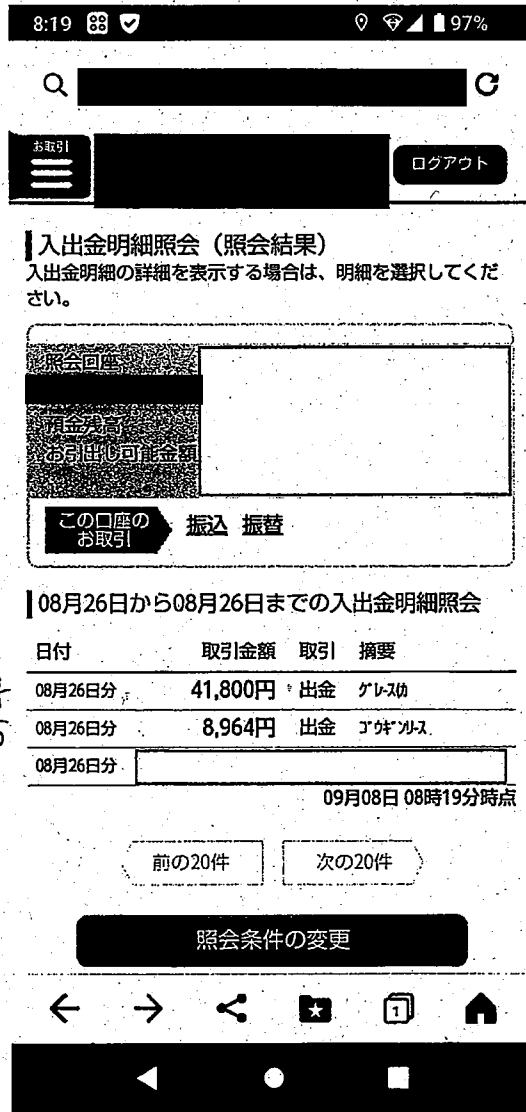 8:19
97%
お取引
ログアウト
入出金明細照会（照会結果）
入出金明細の詳細を表示する場合は、明細を選択してくだ
さい。
照会口座
預金残高
お引出し可能金額
この口座の
お取引
振込 振替
08月26日から08月26日までの入出金明細照会
日付 取引金額 取引 摘要
08月26日分 41,800円 出金 ｸﾞﾚｰｽ幼
08月26日分 8,964円 出金 ｺﾞｳｷﾞﾝﾘｰｽ
08月26日分
09月08日 08時19分時点
前の20件 次の20件
照会条件の変更
1